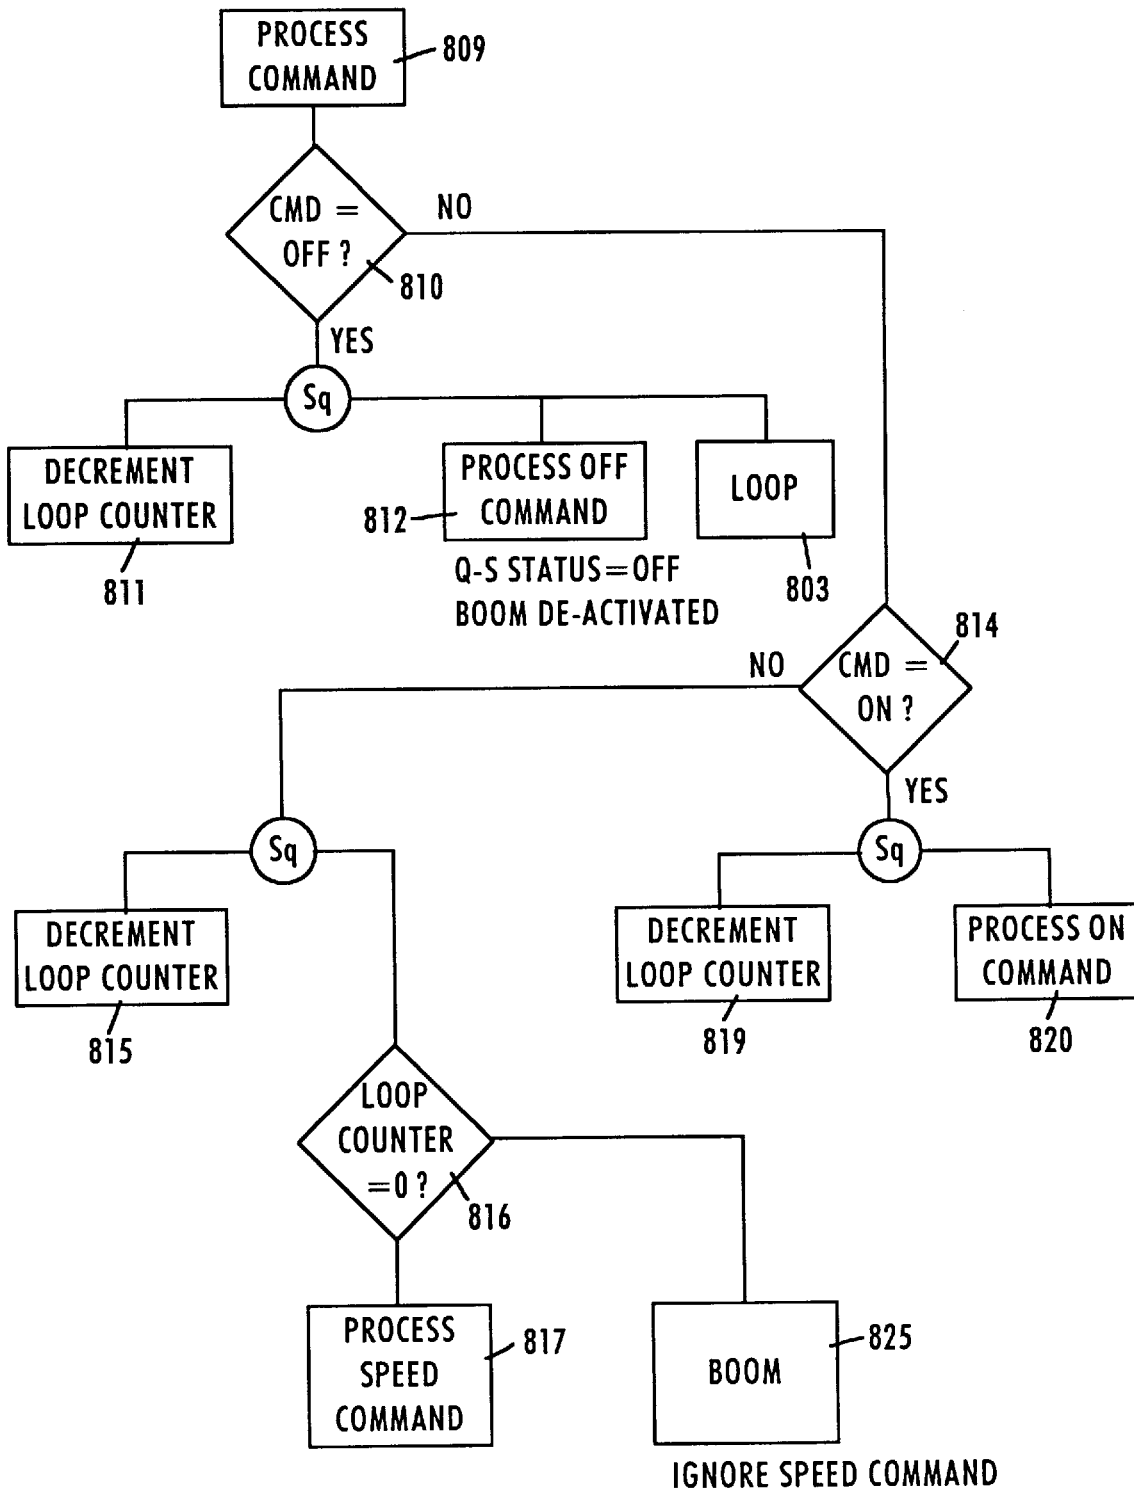 PROCESS
COMMAND
809
CMD =
OFF ?
NO
810
YES
Sq
DECREMENT
LOOP COUNTER
811
PROCESS OFF
COMMAND
812
LOOP
803
Q-S STATUS=OFF
BOOM DE-ACTIVATED
814
CMD =
ON ?
NO
YES
Sq
Sq
DECREMENT
LOOP COUNTER
815
DECREMENT
LOOP COUNTER
819
PROCESS ON
COMMAND
820
LOOP
COUNTER
=0 ?
816
PROCESS
SPEED
COMMAND
817
BOOM
825
IGNORE SPEED COMMAND